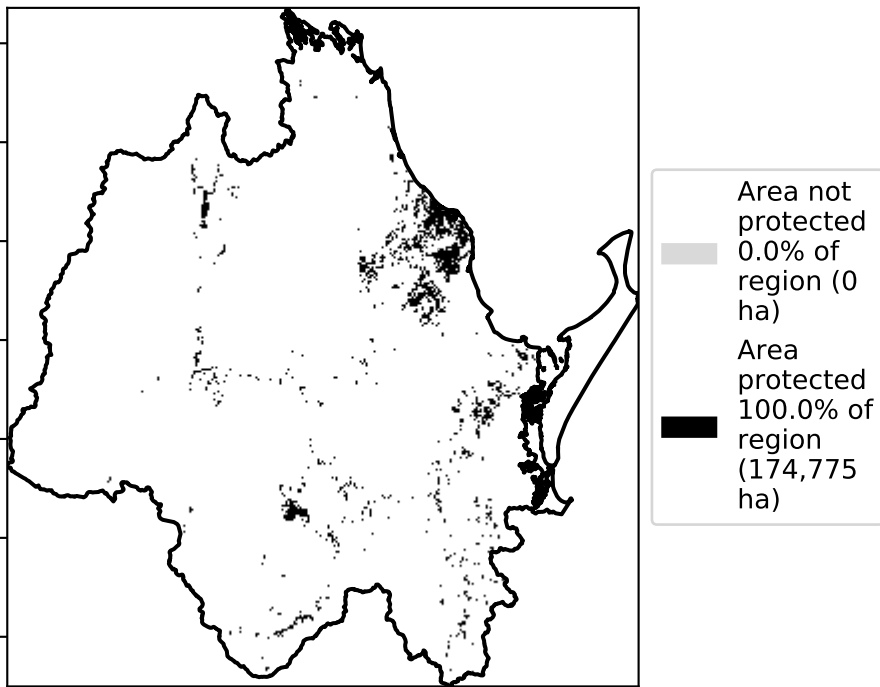 Area not
protected
0.0% of
region (0
ha)
Area
protected
100.0% of
region
(174,775
ha)